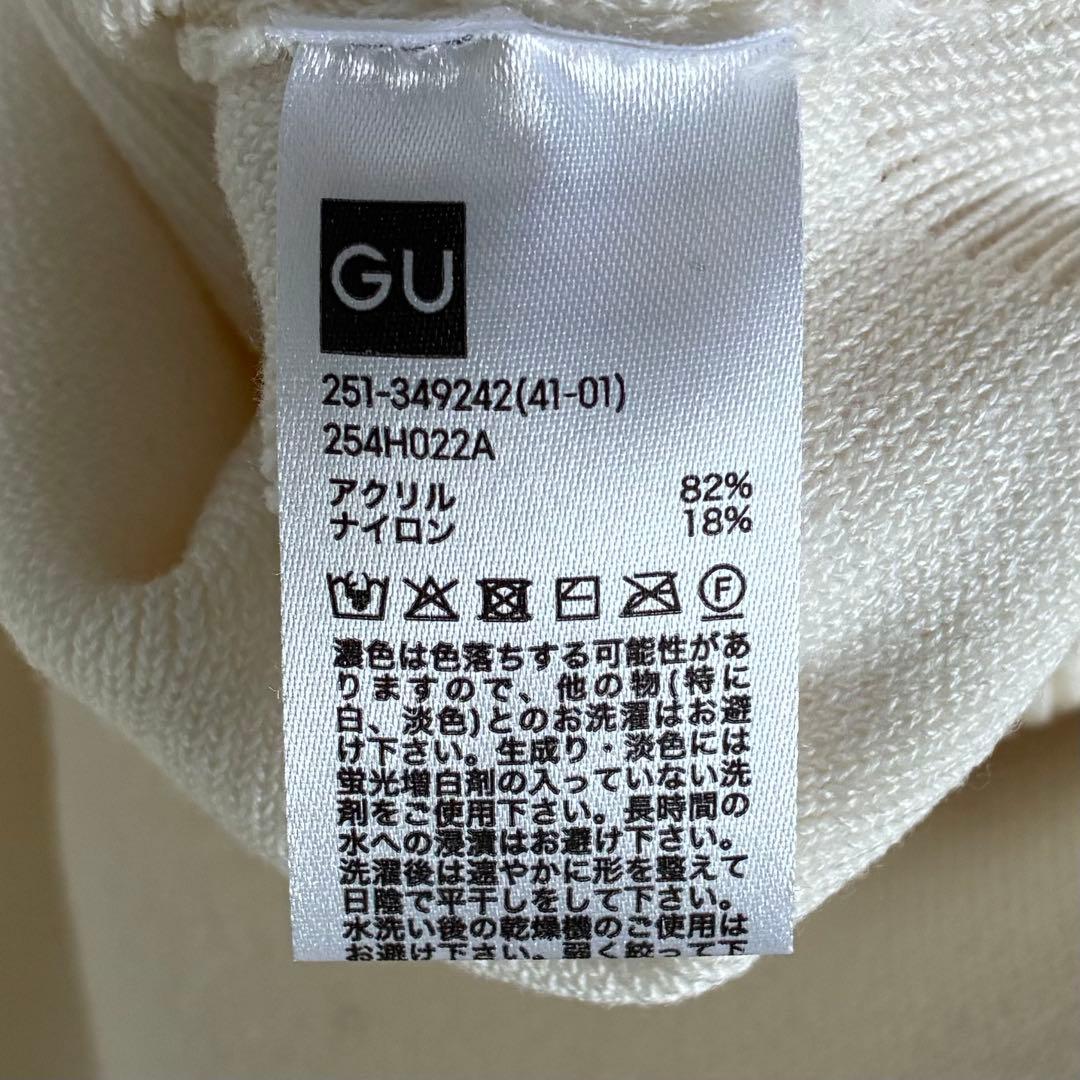 GU
251-349242(41-01)
254H022A
アクリル 82%
ナイロン 18%
F
濃色は色落ちする可能性があ
りますので、他の物(特に
白、淡色)とのお洗濯はお避
け下さい。生成り・淡色には
蛍光増白剤の入っていない洗
剤をご使用下さい。長時間の
水への浸漬はお避け下さい。
洗濯後は速やかに形を整えて
日陰で平干しをして下さい。
水洗い後の乾燥機のご使用は
お避け下さい。弱く絞って下